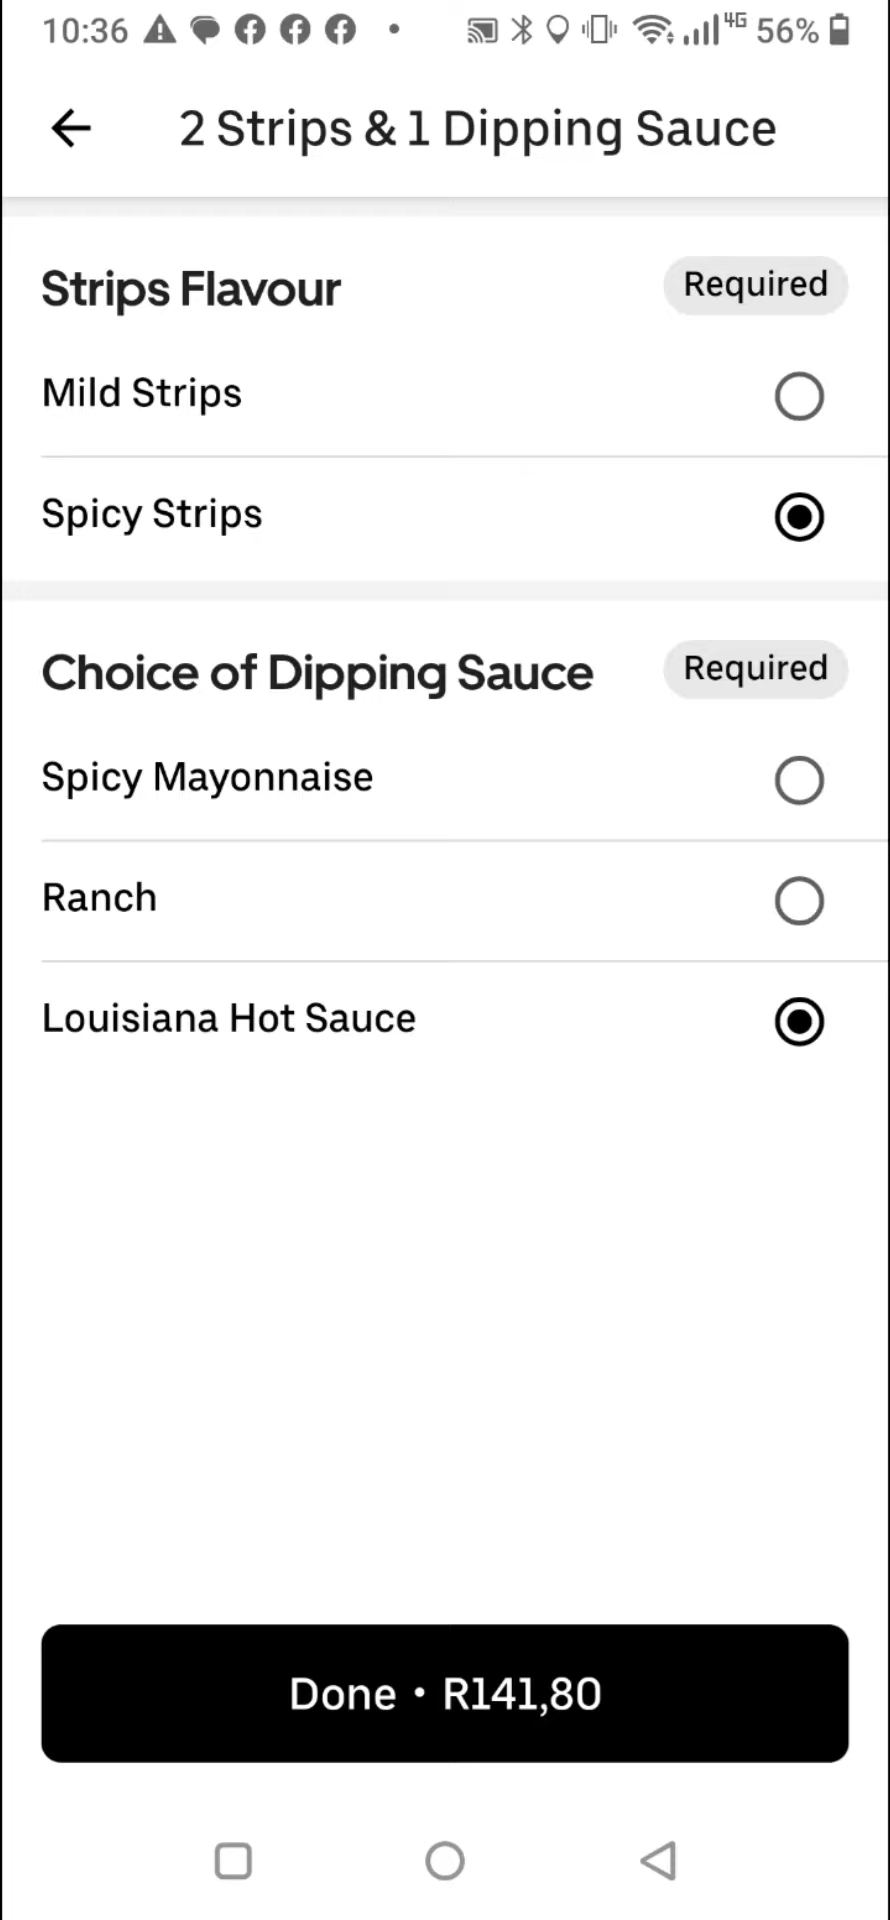 10:36 4G 56%
2 Strips & 1 Dipping Sauce
Strips Flavour Required
Mild Strips
Spicy Strips
Choice of Dipping Sauce Required
Spicy Mayonnaise
Ranch
Louisiana Hot Sauce
Done • R141,80